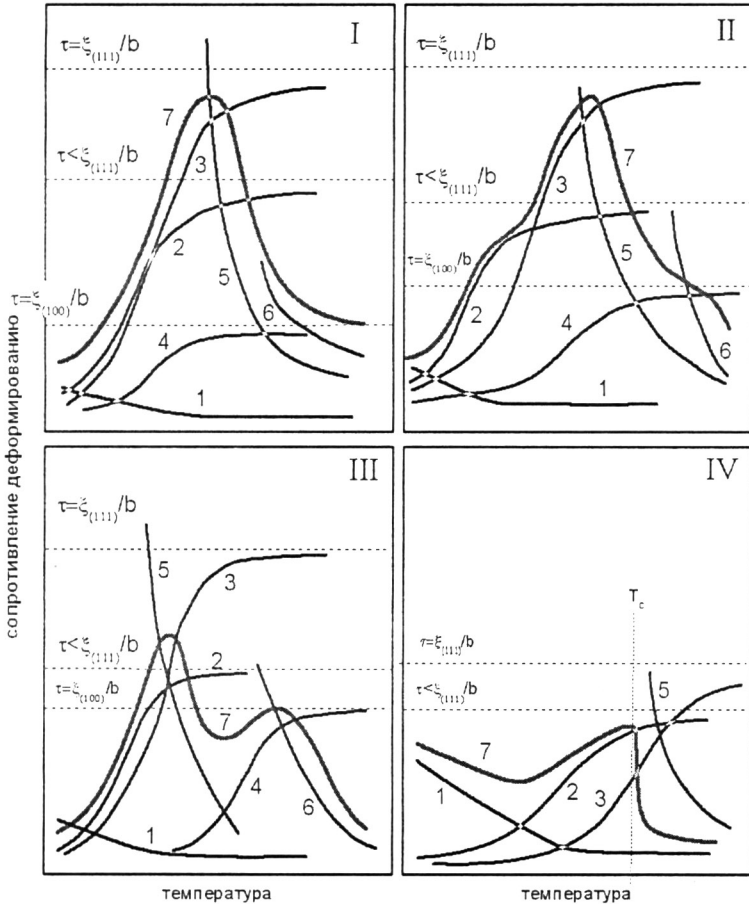 I
τ=ξ(111)/b
7
3
τ<ξ(111)/b
2
5
τ=ξ(100)/b
6
4
1
II
τ=ξ(111)/b
7
3
τ<ξ(111)/b
5
τ=ξ(100)/b
2
4
6
1
сопротивление деформированию
III
τ=ξ(111)/b
5
3
τ<ξ(111)/b
2
τ=ξ(100)/b
7
4
6
1
температура
IV
Tc
τ=ξ(111)/b
τ<ξ(111)/b
5
7
1
2
3
температура